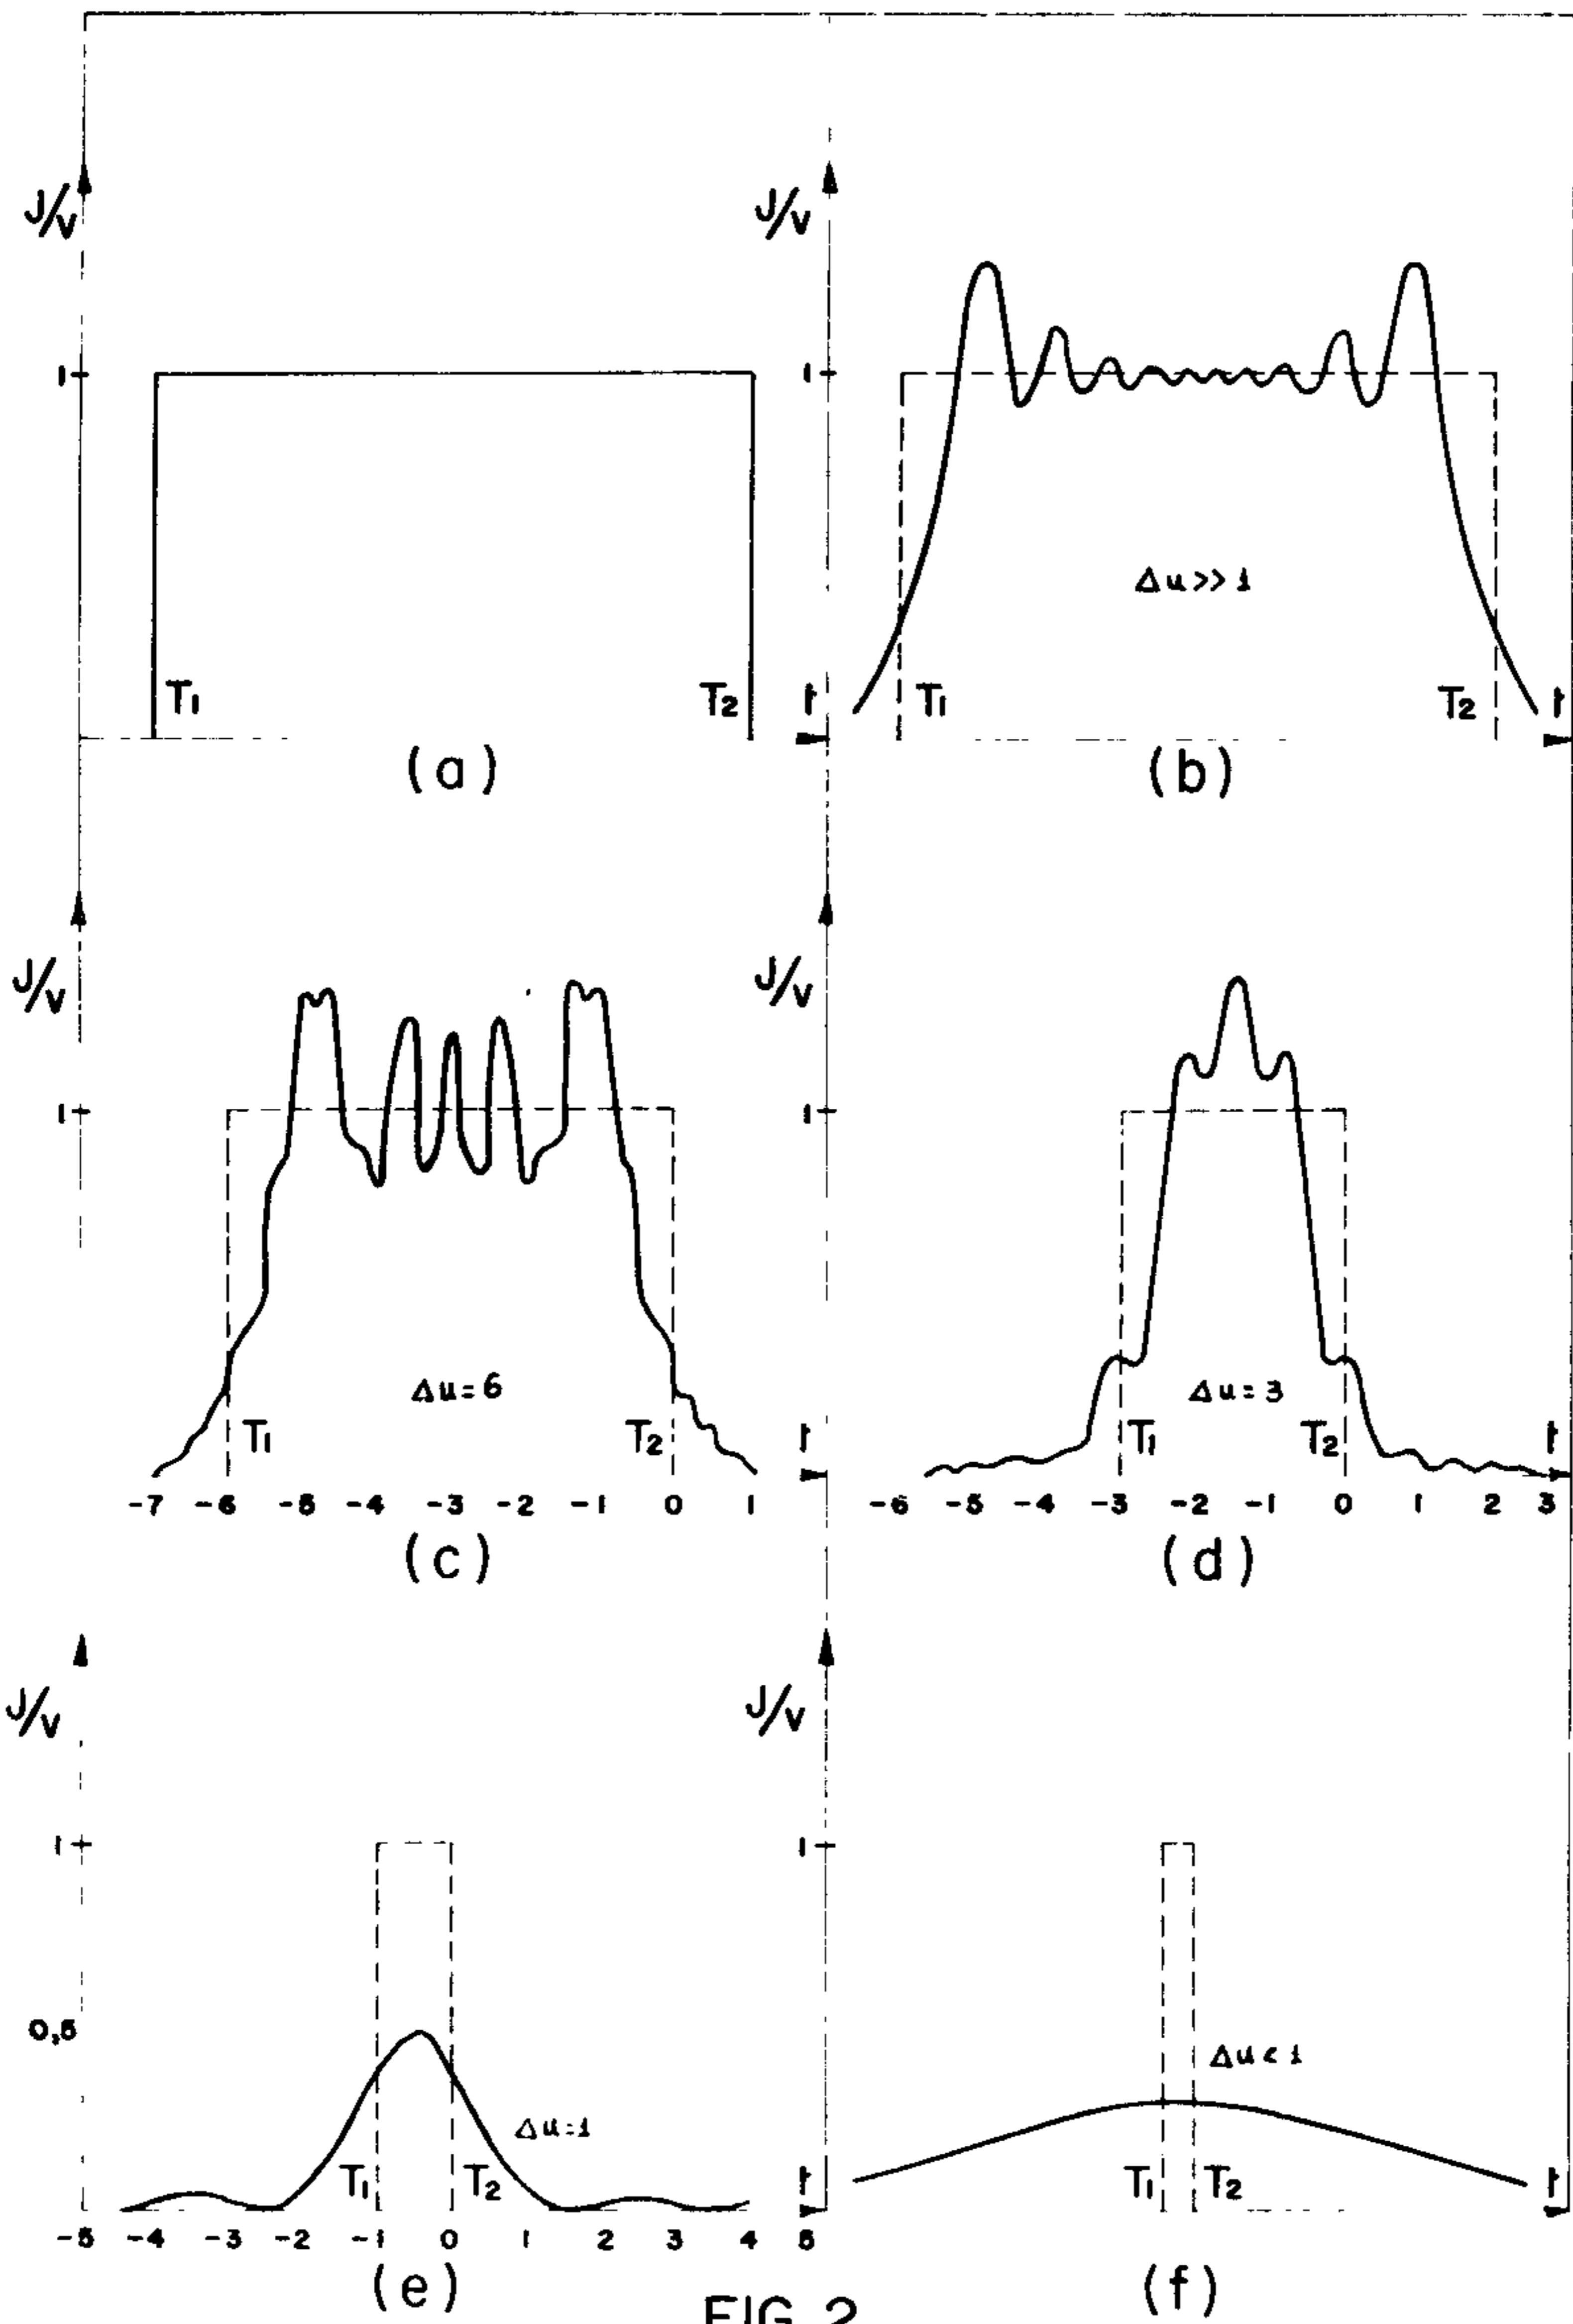 J/v J/v
1 1
Δu>>1
T1 T2 t T1 T2 t
(a) (b)
J/v J/v
1 1
Δu=6 Δu=3
T1 T2 t T1 T2 t
-7 -6 -5 -4 -3 -2 -1 0 1 -6 -5 -4 -3 -2 -1 0 1 2 3
(c) (d)
J/v J/v
1 1
0,5
Δu<1
Δu=1
T1 T2 t T1 T2 t
-5 -4 -3 -2 -1 0 1 2 3 4 5
(e) (f)
FIG. 2